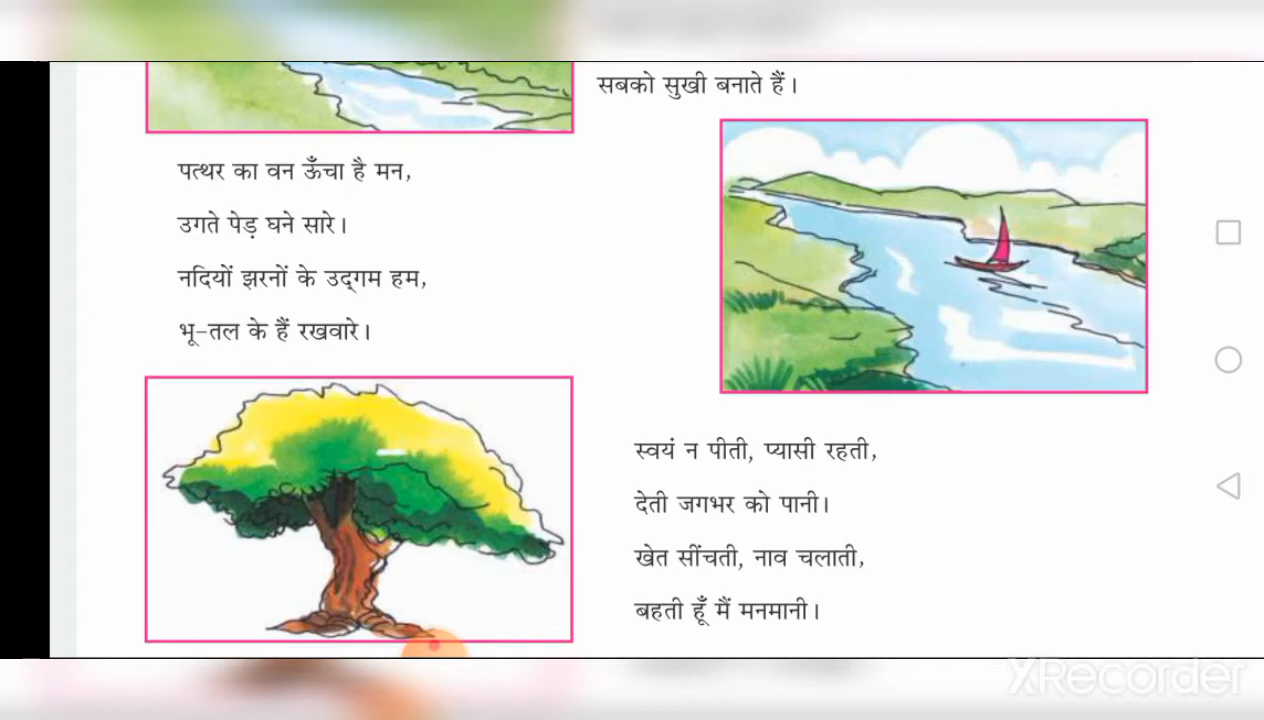 सबको सुखी बनाते हैं।
पत्थर का वन ऊँचा है मन,
उगते पेड़ घने सारे।
नदियों झरनों के उद्‌गम हम,
भू-तल के हैं रखवारे।
स्वयं न पीती, प्यासी रहती,
देती जगभर को पानी।
खेत सींचती, नाव चलाती,
बहती हूँ मैं मनमानी।
XRecorder